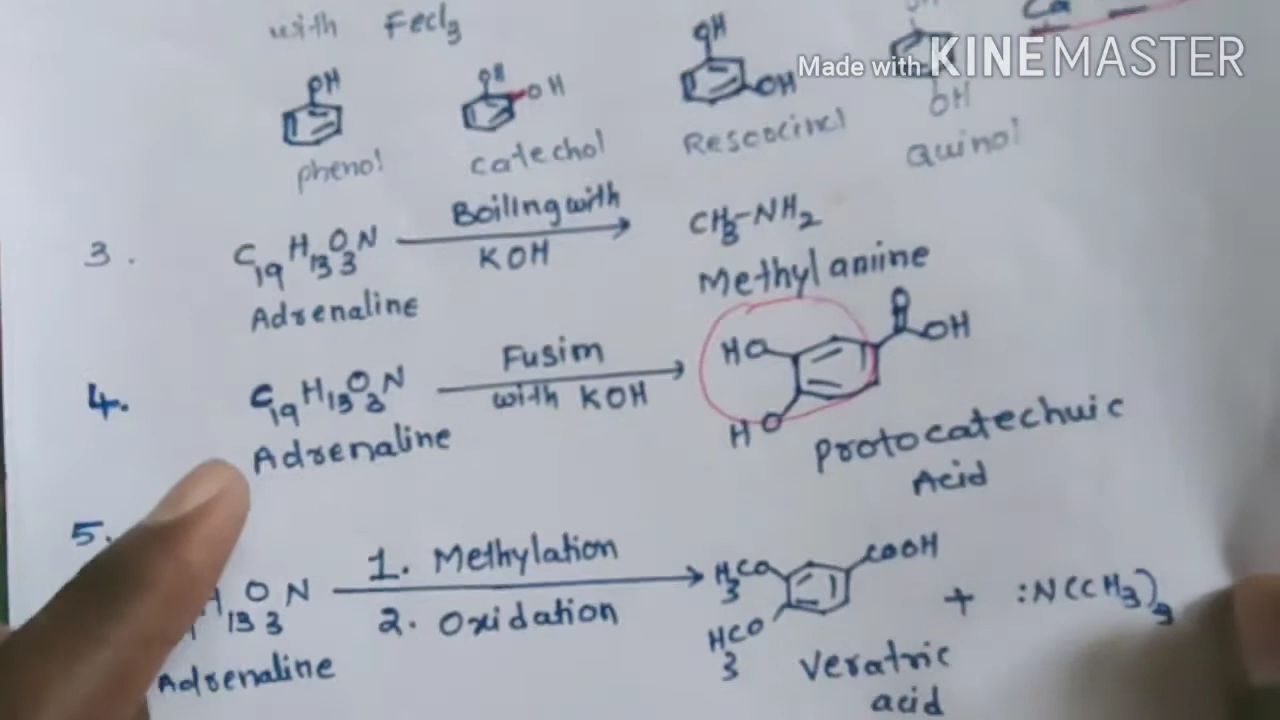 with FeCl3
Made with KINEMASTER
OH
OH
OH
OH
OH
OH
phenol
catechol
Resorcinol
Quinol
3.
C19H13O3N
Boiling with
KOH
CH3-NH2
Adrenaline
Methylamine
4.
C19H13O3N
Fusion
with KOH
HO
O
OH
HO
Adrenaline
Protocatechuic
Acid
5.
H13O3N
1. Methylation
2. Oxidation
H3CO
COOH
H3CO
+ :N(CH3)3
Adrenaline
Veratric
acid